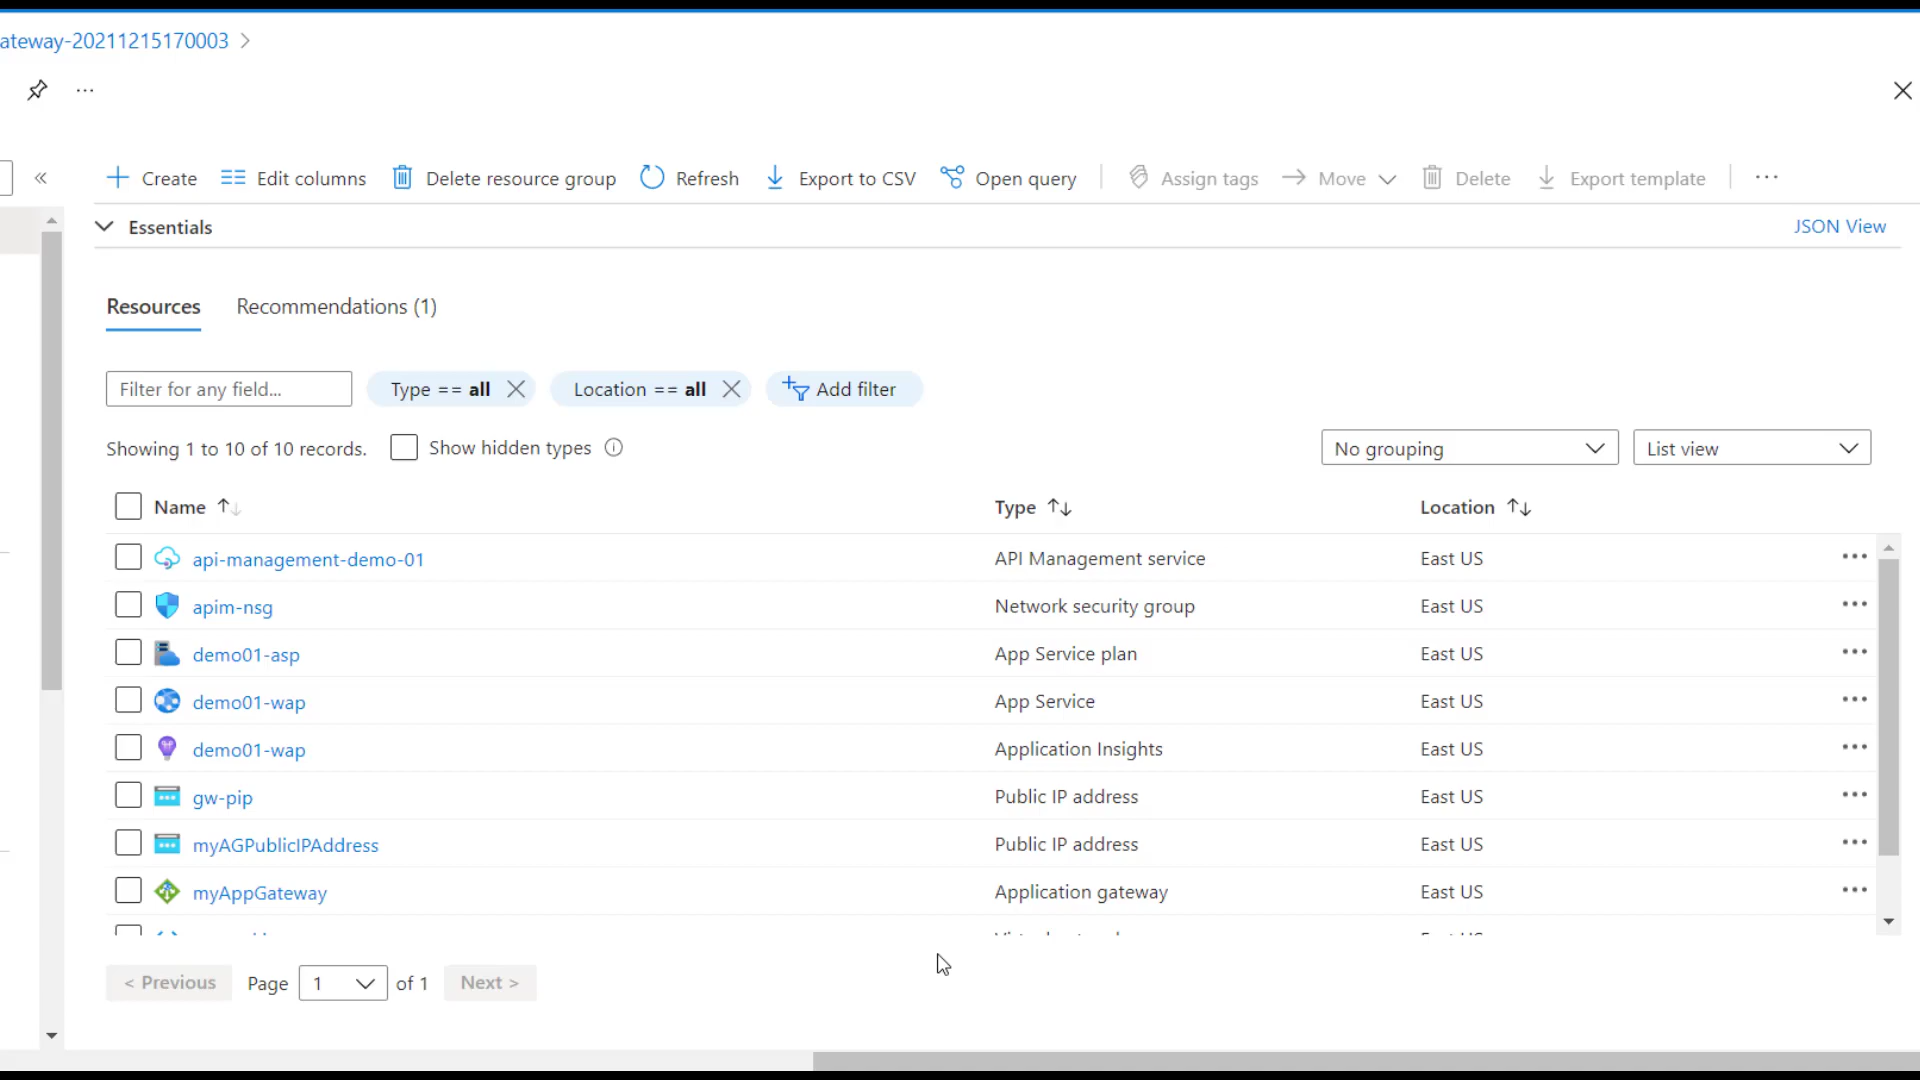 ateway-20211215170003 >
Create Edit columns Delete resource group Refresh Export to CSV Open query Assign tags Move Delete Export template ...
Essentials JSON View
Resources Recommendations (1)
Filter for any field... Type == all Location == all Add filter
Showing 1 to 10 of 10 records. Show hidden types No grouping List view
Name Type Location
api-management-demo-01 API Management service East US
apim-nsg Network security group East US
demo01-asp App Service plan East US
demo01-wap App Service East US
demo01-wap Application Insights East US
gw-pip Public IP address East US
myAGPublicIPAddress Public IP address East US
myAppGateway Application gateway East US
< Previous Page 1 of 1 Next >